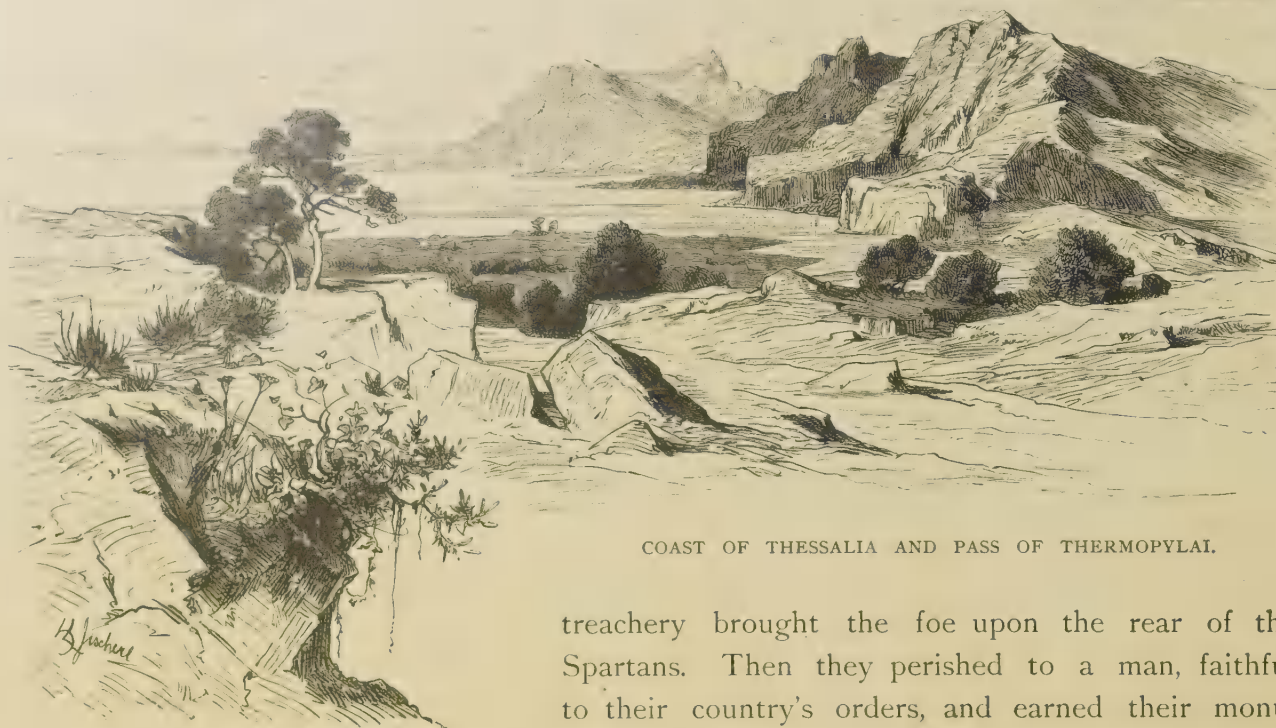 COAST OF THESSALIA AND PASS OF THERMOPYLAI.
treachery brought the foe upon the rear of th
Spartans. Then they perished to a man, faithfu
to their country's orders, and earned their monu